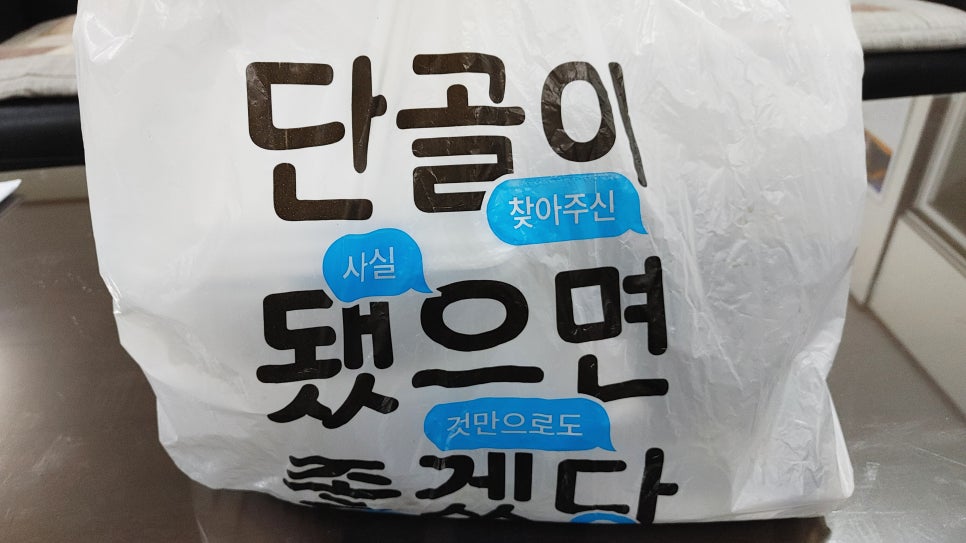 단골이
찾아주신
사실
됐으면
것만으로도
좋겠당